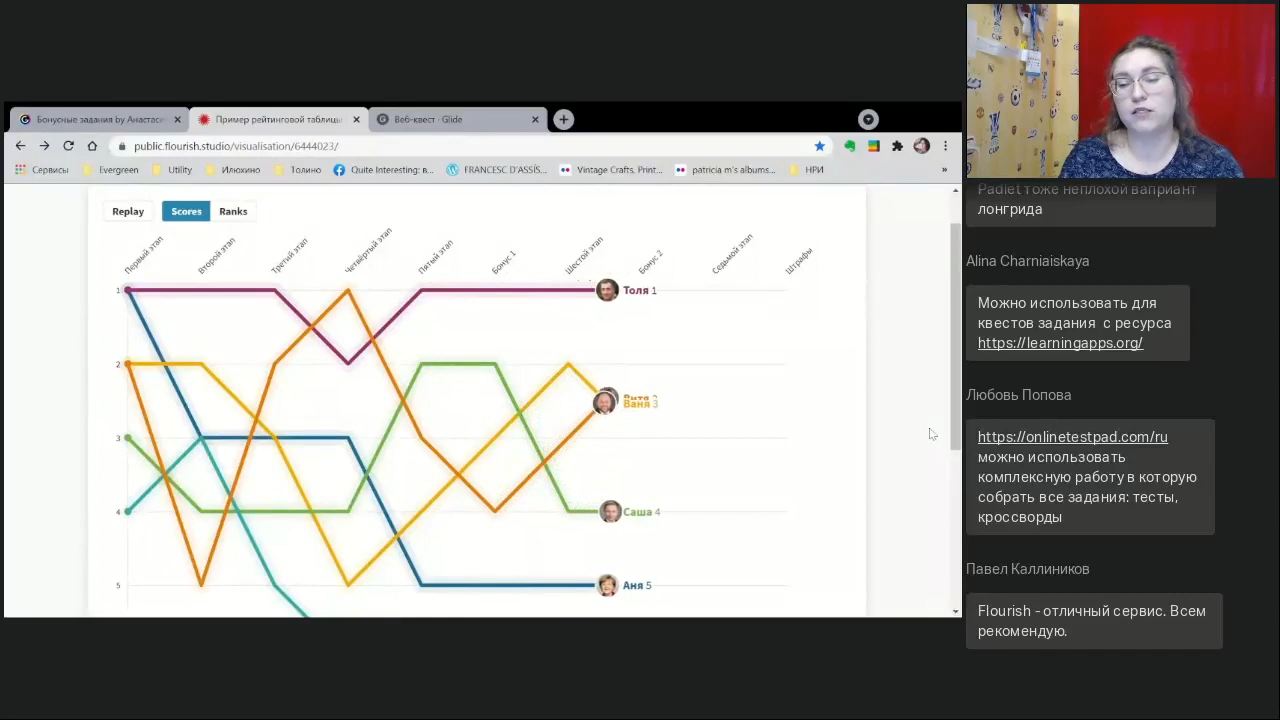 Бонусные задания by Анастаси
Пример рейтинговой таблицы
Веб-квест · Glide
public.flourish.studio/visualisation/6444023/
Сервисы
Evergreen
Utility
Илюхино
Толино
Quite Interesting: в...
FRANCESC D'ASSÍS...
Vintage Crafts, Print...
patricia m's albums...
НРИ
»
Replay
Scores
Ranks
Первый этап
Второй этап
Третий этап
Четвёртый этап
Пятый этап
Бонус 1
Шестой этап
Бонус 2
Седьмой этап
Штрафы
1
Толя 1
2
Ваня 3
3
4
Саша 4
5
Аня 5
Padlet тоже неплохой ваприант
лонгрида
Alina Charniaiskaya
Можно использовать для
квестов задания с ресурса
https://learningapps.org/
Любовь Попова
https://onlinetestpad.com/ru
можно использовать
комплексную работу в которую
собрать все задания: тесты,
кроссворды
Павел Каллиников
Flourish - отличный сервис. Всем
рекомендую.